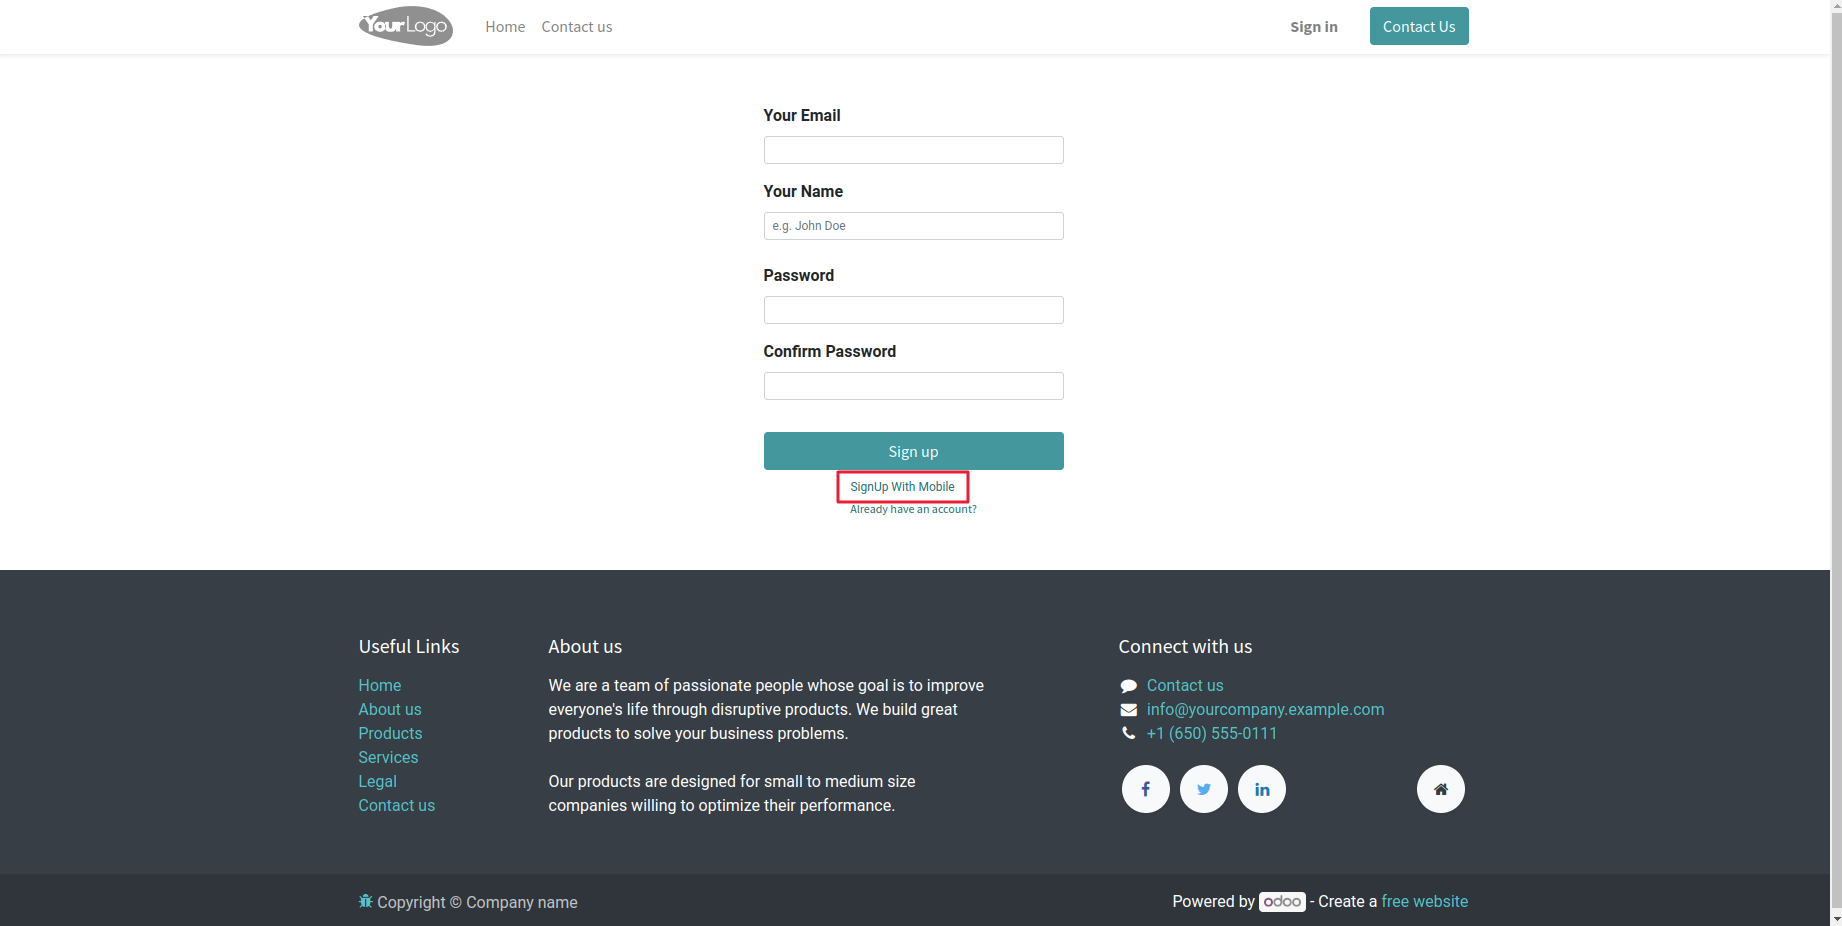 YourLogo Home Contact us Sign in Contact Us
Your Email
Your Name
e.g. John Doe
Password
Confirm Password
Sign up
SignUp With Mobile
Already have an account?
Useful Links
Home
About us
Products
Services
Legal
Contact us
About us
We are a team of passionate people whose goal is to improve
everyone's life through disruptive products. We build great
products to solve your business problems.
Our products are designed for small to medium size
companies willing to optimize their performance.
Connect with us
Contact us
info@yourcompany.example.com
+1 (650) 555-0111
f in
Copyright © Company name
Powered by odoo - Create a free website